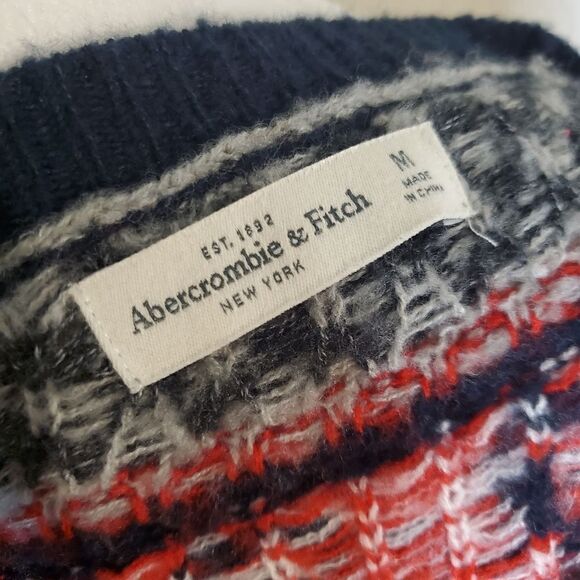 EST. 1892
Abercrombie & Fitch
NEW YORK
M
MADE
IN CHINA